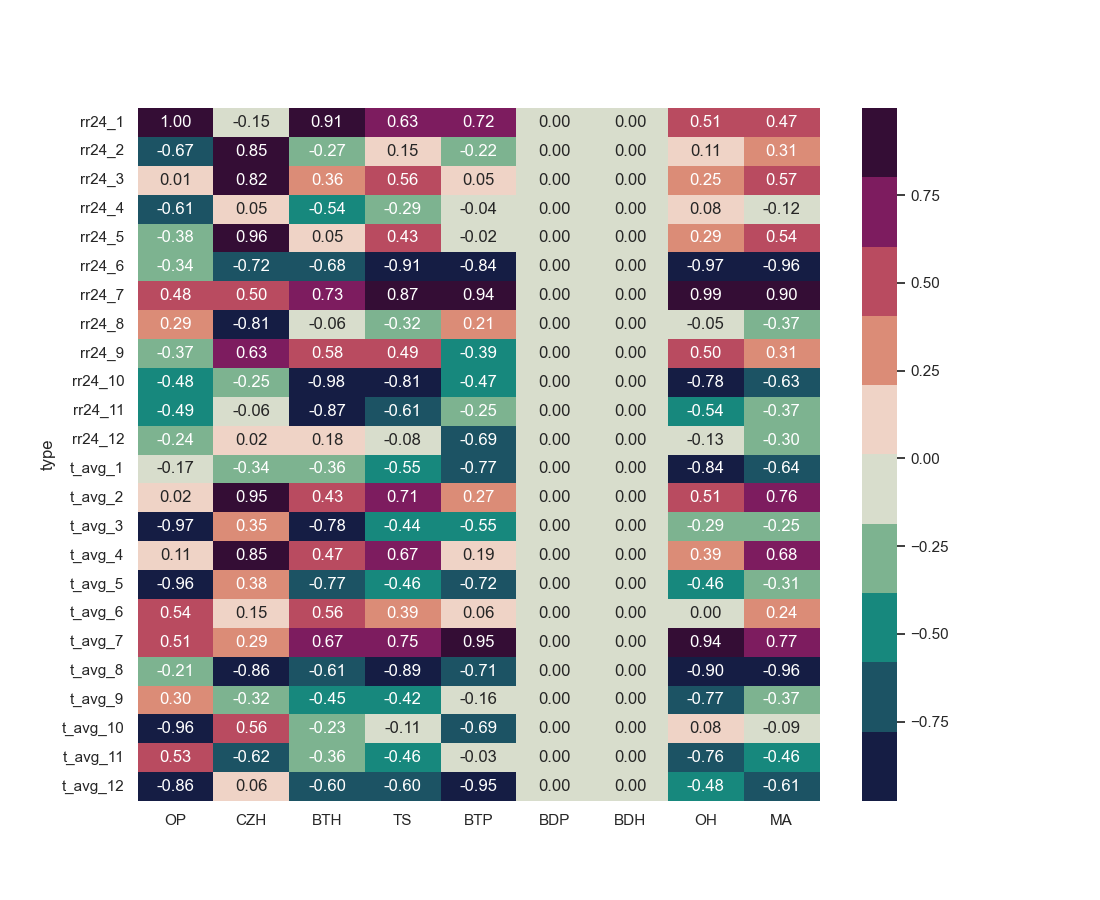 rr24_1 1.00 -0.15 0.91 0.63 0.72 0.00 0.00 0.51 0.47
rr24_2 -0.67 0.85 -0.27 0.15 -0.22 0.00 0.00 0.11 0.31
rr24_3 0.01 0.82 0.36 0.56 0.05 0.00 0.00 0.25 0.57
rr24_4 -0.61 0.05 -0.54 -0.29 -0.04 0.00 0.00 0.08 -0.12
rr24_5 -0.38 0.96 0.05 0.43 -0.02 0.00 0.00 0.29 0.54
rr24_6 -0.34 -0.72 -0.68 -0.91 -0.84 0.00 0.00 -0.97 -0.96
rr24_7 0.48 0.50 0.73 0.87 0.94 0.00 0.00 0.99 0.90
rr24_8 0.29 -0.81 -0.06 -0.32 0.21 0.00 0.00 -0.05 -0.37
rr24_9 -0.37 0.63 0.58 0.49 -0.39 0.00 0.00 0.50 0.31
rr24_10 -0.48 -0.25 -0.98 -0.81 -0.47 0.00 0.00 -0.78 -0.63
rr24_11 -0.49 -0.06 -0.87 -0.61 -0.25 0.00 0.00 -0.54 -0.37
rr24_12 -0.24 0.02 0.18 -0.08 -0.69 0.00 0.00 -0.13 -0.30
t_avg_1 -0.17 -0.34 -0.36 -0.55 -0.77 0.00 0.00 -0.84 -0.64
t_avg_2 0.02 0.95 0.43 0.71 0.27 0.00 0.00 0.51 0.76
t_avg_3 -0.97 0.35 -0.78 -0.44 -0.55 0.00 0.00 -0.29 -0.25
t_avg_4 0.11 0.85 0.47 0.67 0.19 0.00 0.00 0.39 0.68
t_avg_5 -0.96 0.38 -0.77 -0.46 -0.72 0.00 0.00 -0.46 -0.31
t_avg_6 0.54 0.15 0.56 0.39 0.06 0.00 0.00 0.00 0.24
t_avg_7 0.51 0.29 0.67 0.75 0.95 0.00 0.00 0.94 0.77
t_avg_8 -0.21 -0.86 -0.61 -0.89 -0.71 0.00 0.00 -0.90 -0.96
t_avg_9 0.30 -0.32 -0.45 -0.42 -0.16 0.00 0.00 -0.77 -0.37
t_avg_10 -0.96 0.56 -0.23 -0.11 -0.69 0.00 0.00 0.08 -0.09
t_avg_11 0.53 -0.62 -0.36 -0.46 -0.03 0.00 0.00 -0.76 -0.46
t_avg_12 -0.86 0.06 -0.60 -0.60 -0.95 0.00 0.00 -0.48 -0.61
OP CZH BTH TS BTP BDP BDH OH MA
type
0.75
0.50
0.25
0.00
−0.25
−0.50
−0.75